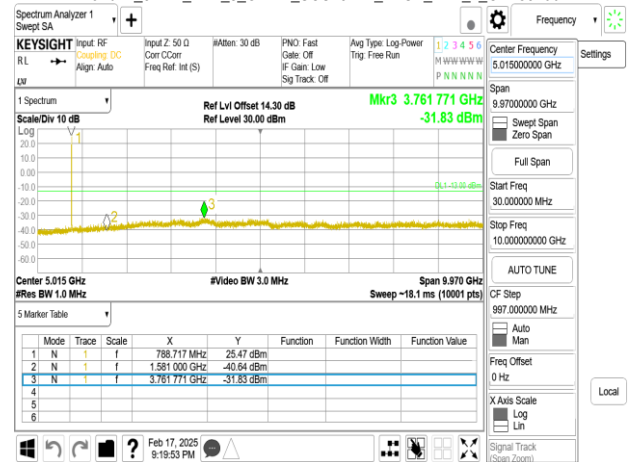 Spectrum Analyzer 1
Swept SA
Frequency
KEYSIGHT
RL
Input: RF
Coupling: DC
Align: Auto
Input Z: 50 Ω
Corr CCorr
Freq Ref: Int (S)
#Atten: 30 dB
PNO: Fast
Gate: Off
IF Gain: Low
Sig Track: Off
Avg Type: Log-Power
Trig: Free Run
1 2 3 4 5 6
M W W W W W
P N N N N N
LXI
1 Spectrum
Scale/Div 10 dB
Ref Lvl Offset 14.30 dB
Ref Level 30.00 dBm
Mkr3 3.761 771 GHz
-31.83 dBm
Log
20.0
10.0
0.00
-10.0
-20.0
-30.0
-40.0
-50.0
-60.0
1
2
3
DL1 -13.00 dBm
Center 5.015 GHz
#Res BW 1.0 MHz
#Video BW 3.0 MHz
Span 9.970 GHz
Sweep ~18.1 ms (10001 pts)
5 Marker Table
Mode Trace Scale X Y Function Function Width Function Value
1 N 1 f 788.717 MHz 25.47 dBm
2 N 1 f 1.581 000 GHz -40.64 dBm
3 N 1 f 3.761 771 GHz -31.83 dBm
4
5
6
Feb 17, 2025
9:19:53 PM
Center Frequency
5.015000000 GHz
Span
9.97000000 GHz
Swept Span
Zero Span
Full Span
Start Freq
30.000000 MHz
Stop Freq
10.000000000 GHz
AUTO TUNE
CF Step
997.000000 MHz
Auto
Man
Freq Offset
0 Hz
X Axis Scale
Log
Lin
Signal Track
(Span Zoom)
Settings
Local